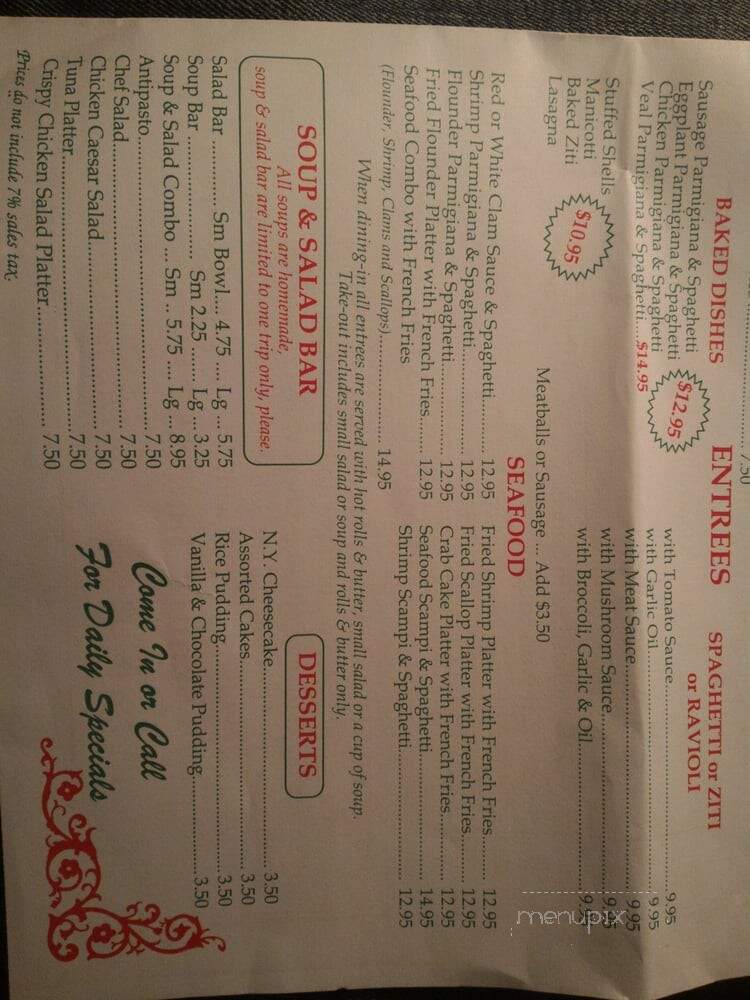 7.50
ENTREES
BAKED DISHES
Sausage Parmigiana & Spaghetti
Eggplant Parmigiana & Spaghetti
Chicken Parmigiana & Spaghetti
$12.95
Veal Parmigiana & Spaghetti.... $14.95
Stuffed Shells
Manicotti
Baked Ziti
Lasagna
$10.95
SPAGHETTI or ZITI
or RAVIOLI
with Tomato Sauce........ 9.95
with Garlic Oil........ 9.95
with Meat Sauce........ 9.95
with Mushroom Sauce........ 9.95
with Broccoli, Garlic & Oil........ 9.95
Meatballs or Sausage ... Add $3.50
SEAFOOD
Red or White Clam Sauce & Spaghetti........ 12.95
Shrimp Parmigiana & Spaghetti........ 12.95
Flounder Parmigiana & Spaghetti........ 12.95
Fried Flounder Platter with French Fries........ 12.95
Seafood Combo with French Fries
(Flounder, Shrimp, Clams and Scallops)........ 14.95
Fried Shrimp Platter with French Fries........ 12.95
Fried Scallop Platter with French Fries........ 12.95
Crab Cake Platter with French Fries........ 12.95
Seafood Scampi & Spaghetti........ 14.95
Shrimp Scampi & Spaghetti........ 12.95
When dining-in all entrees are served with hot rolls & butter, small salad or a cup of soup.
Take-out includes small salad or soup and rolls & butter only.
SOUP & SALAD BAR
All soups are homemade,
soup & salad bar are limited to one trip only, please.
Salad Bar ............ Sm Bowl.... 4.75 .... Lg ... 5.75
Soup Bar ................ Sm 2.25 ....... Lg ... 3.25
Soup & Salad Combo ... Sm .. 5.75 .... Lg ... 8.95
Antipasto........ 7.50
Chef Salad........ 7.50
Chicken Caesar Salad........ 7.50
Tuna Platter........ 7.50
Crispy Chicken Salad Platter........ 7.50
Prices do not include 7% sales tax.
DESSERTS
N.Y. Cheesecake........ 3.50
Assorted Cakes........ 3.50
Rice Pudding........ 3.50
Vanilla & Chocolate Pudding........ 3.50
Come In or Call
For Daily Specials
menupix